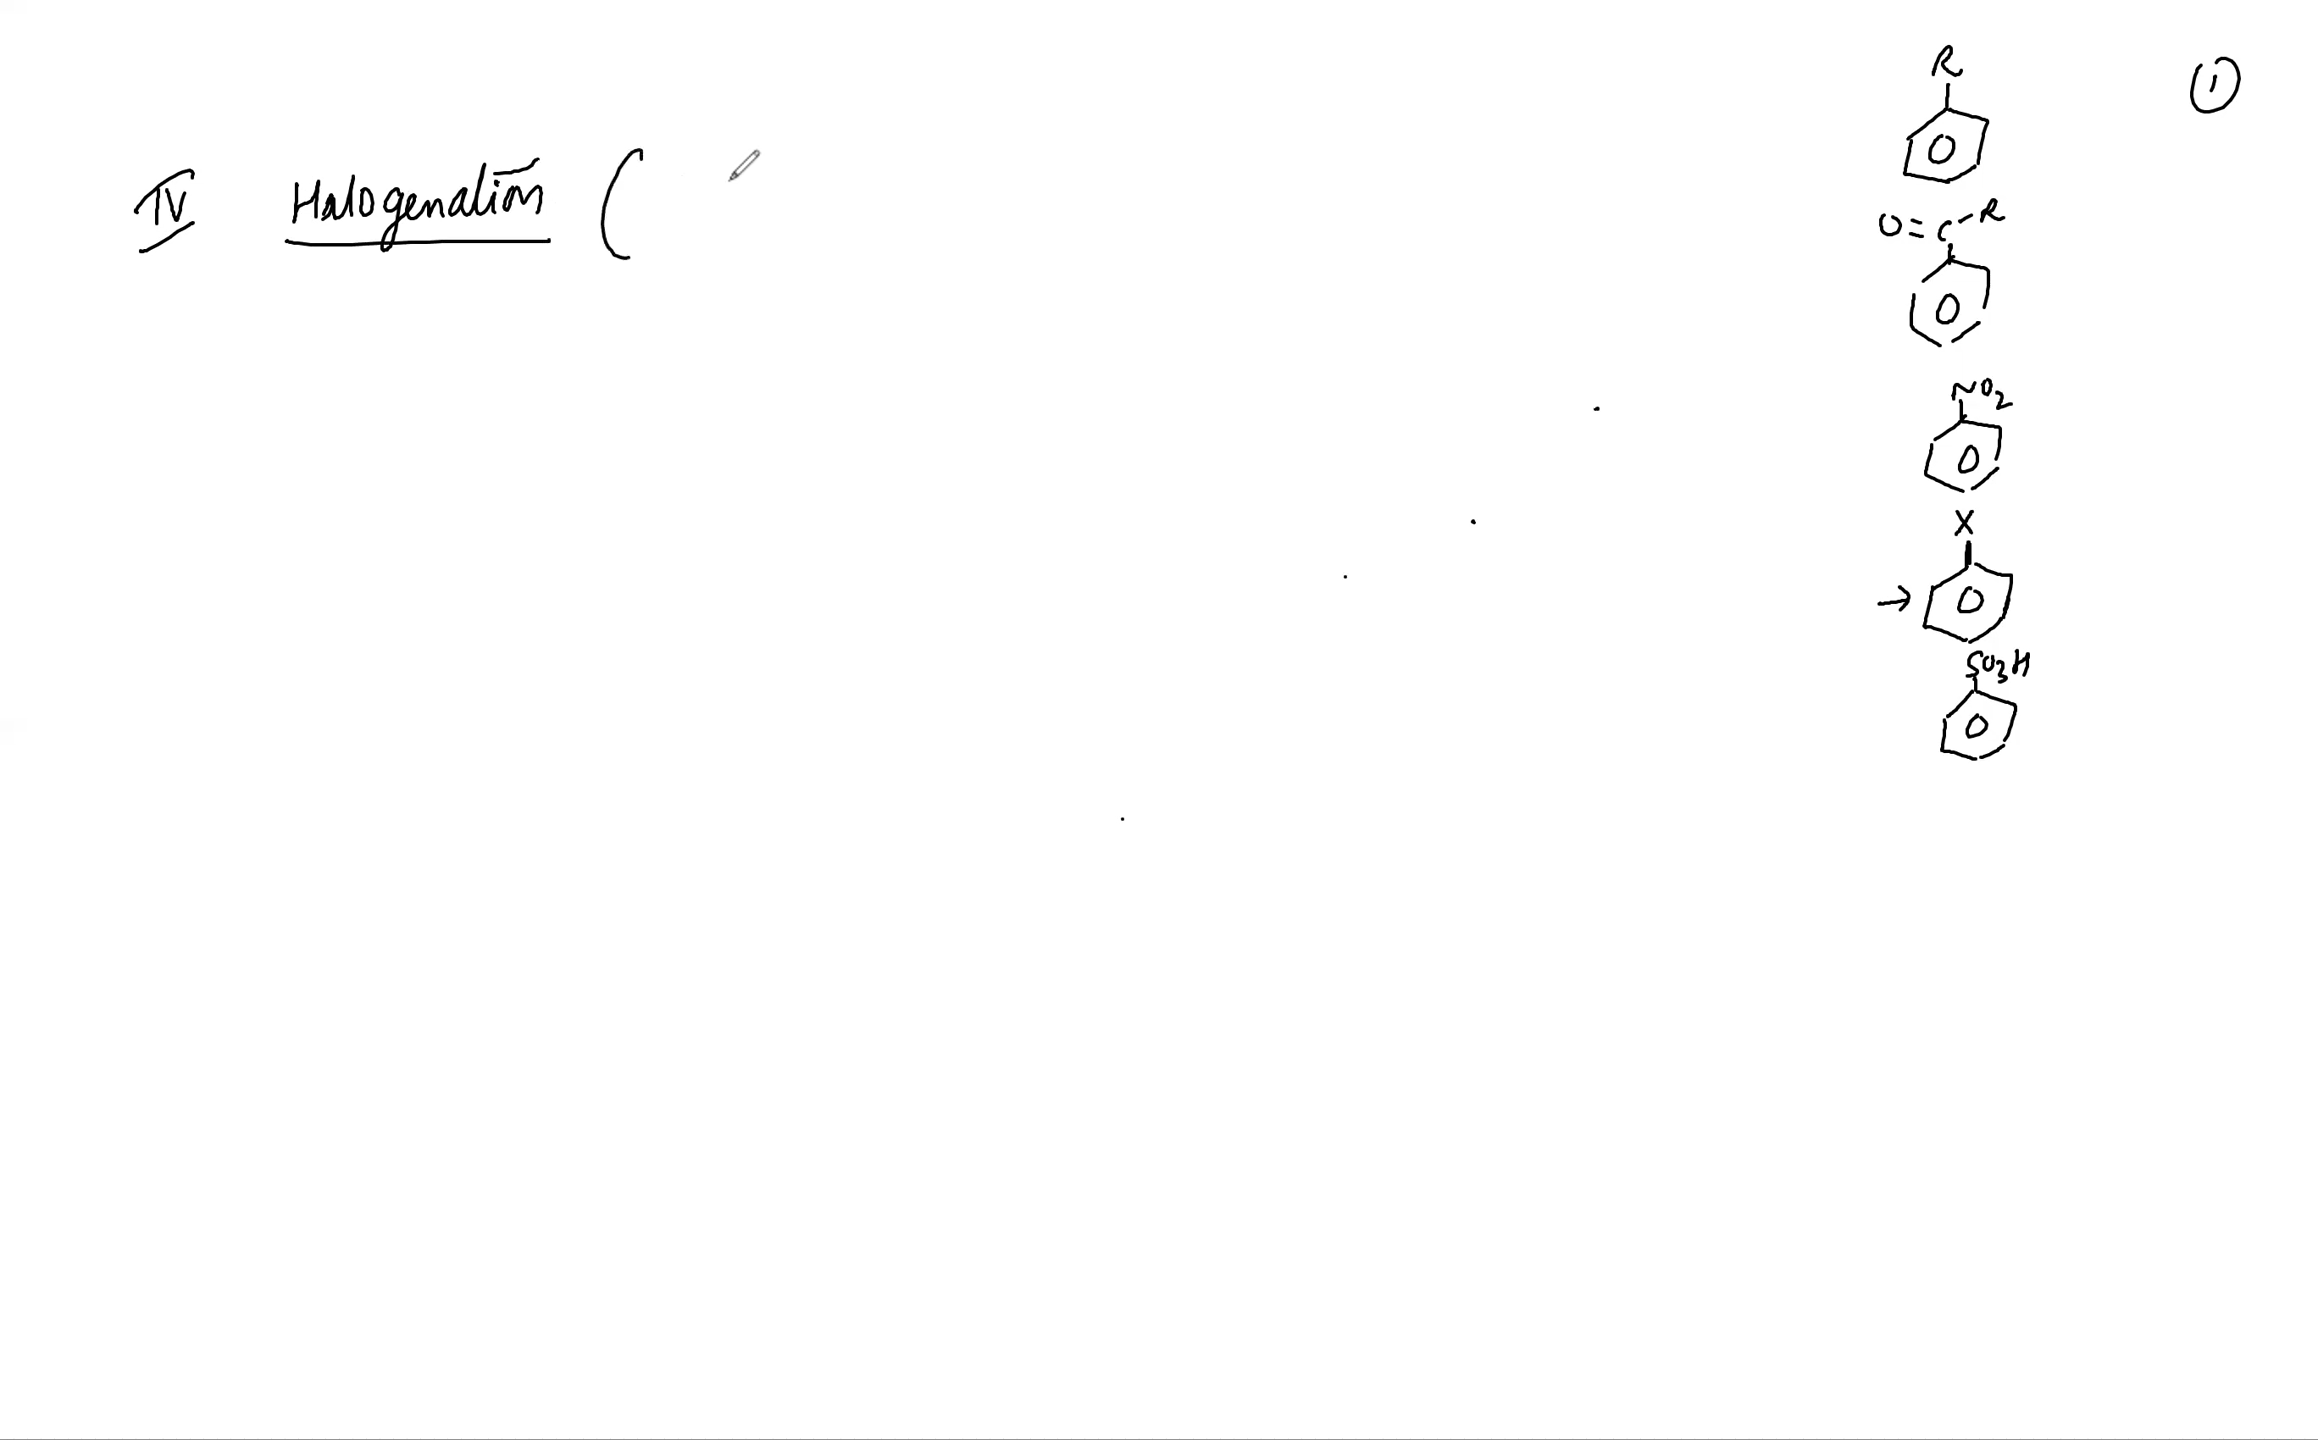 IV Halogenation (
R
①
O=C-R
NO2
X
→
SO3H